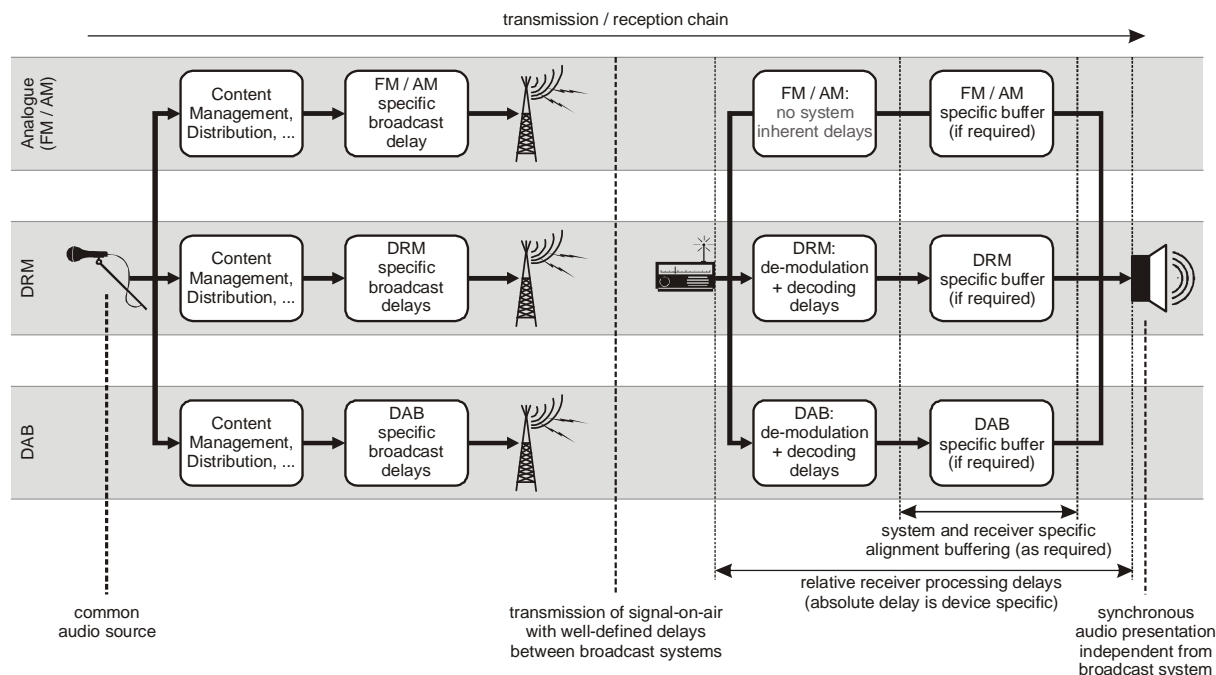 transmission / reception chain
Analogue
(FM / AM)
Content
Management,
Distribution, ...
FM / AM
specific
broadcast
delay
FM / AM:
no system
inherent delays
FM / AM
specific buffer
(if required)
DRM
Content
Management,
Distribution, ...
DRM
specific
broadcast
delays
DRM:
de-modulation
+ decoding
delays
DRM
specific buffer
(if required)
DAB
Content
Management,
Distribution, ...
DAB
specific
broadcast
delays
DAB:
de-modulation
+ decoding
delays
DAB
specific buffer
(if required)
system and receiver specific
alignment buffering (as required)
relative receiver processing delays
(absolute delay is device specific)
common
audio source
transmission of signal-on-air
with well-defined delays
between broadcast systems
synchronous
audio presentation
independent from
broadcast system